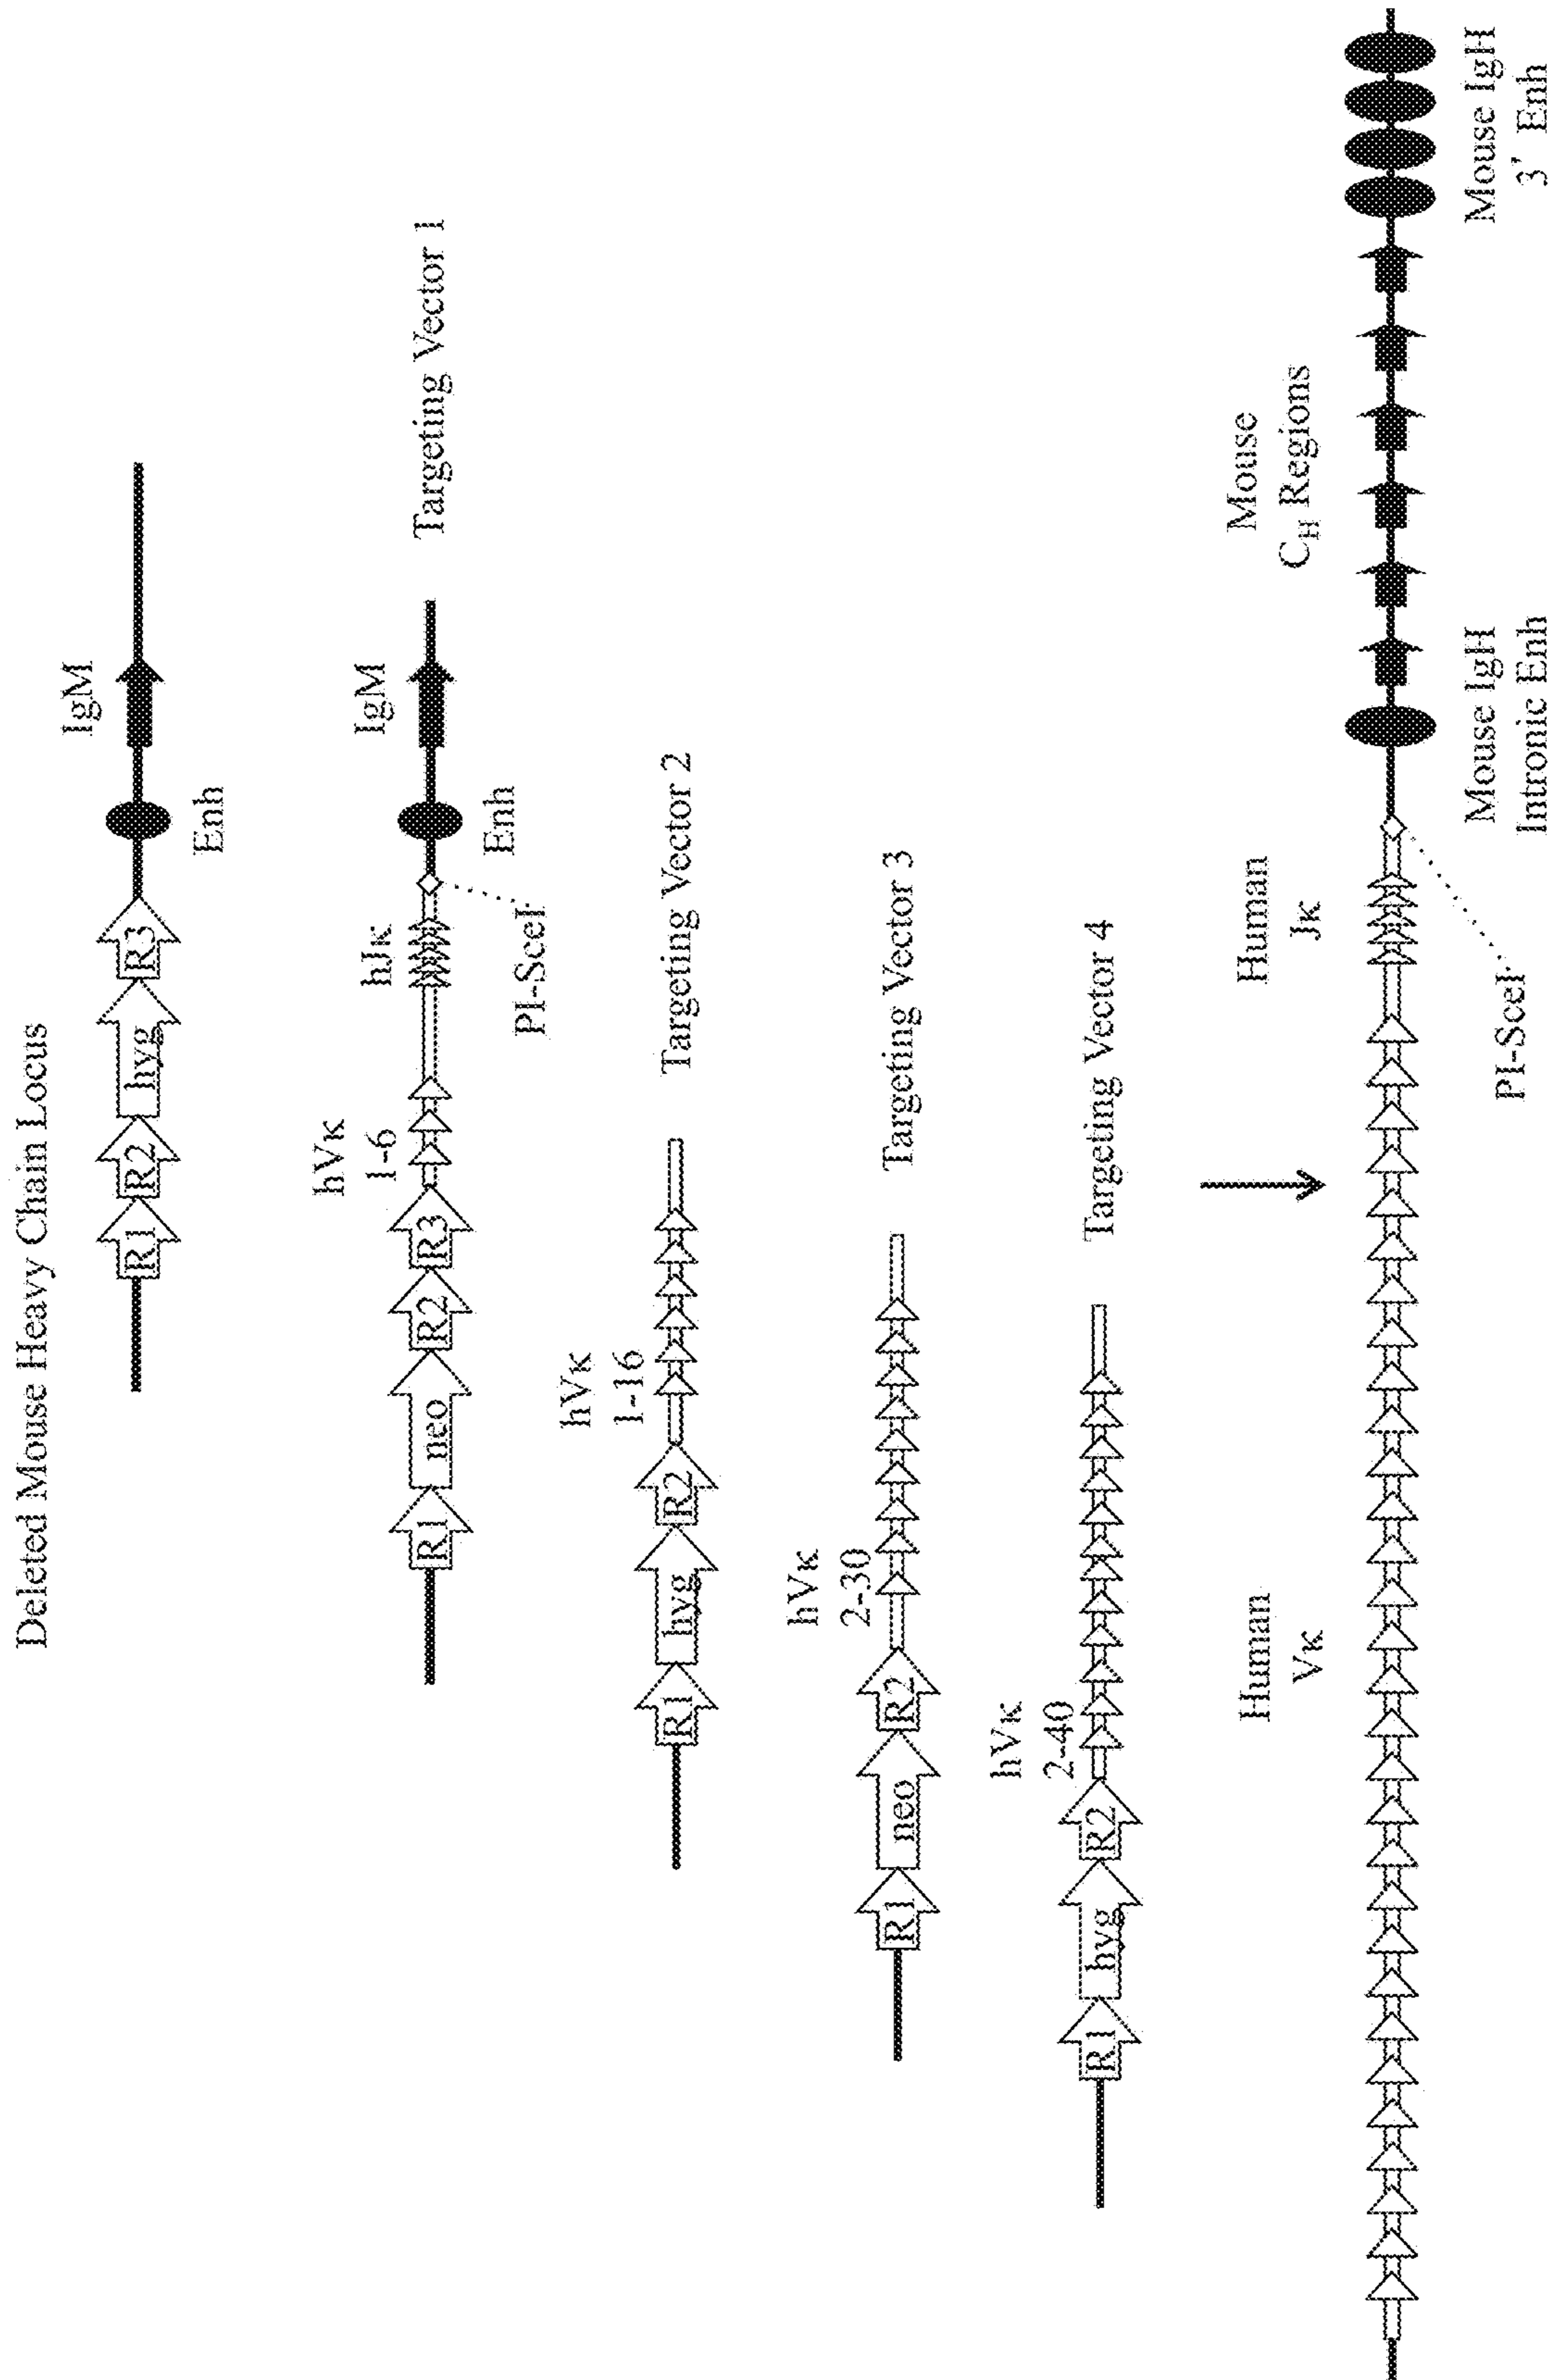 Deleted Mouse Heavy Chain Locus
R1 R2 hyg R3
IgM
Enh
hVκ
1-6
hJκ
IgM
R1 neo R2 R3
Targeting Vector 1
Enh
PI-SceI
hVκ
1-16
R1 hyg R2
Targeting Vector 2
hVκ
2-30
R1 neo R2
Targeting Vector 3
hVκ
2-40
R1 hyg R2
Targeting Vector 4
Human
Vκ
Human
Jκ
Mouse
CH Regions
PI-SceI
Mouse IgH
Intronic Enh
Mouse IgH
3' Enh